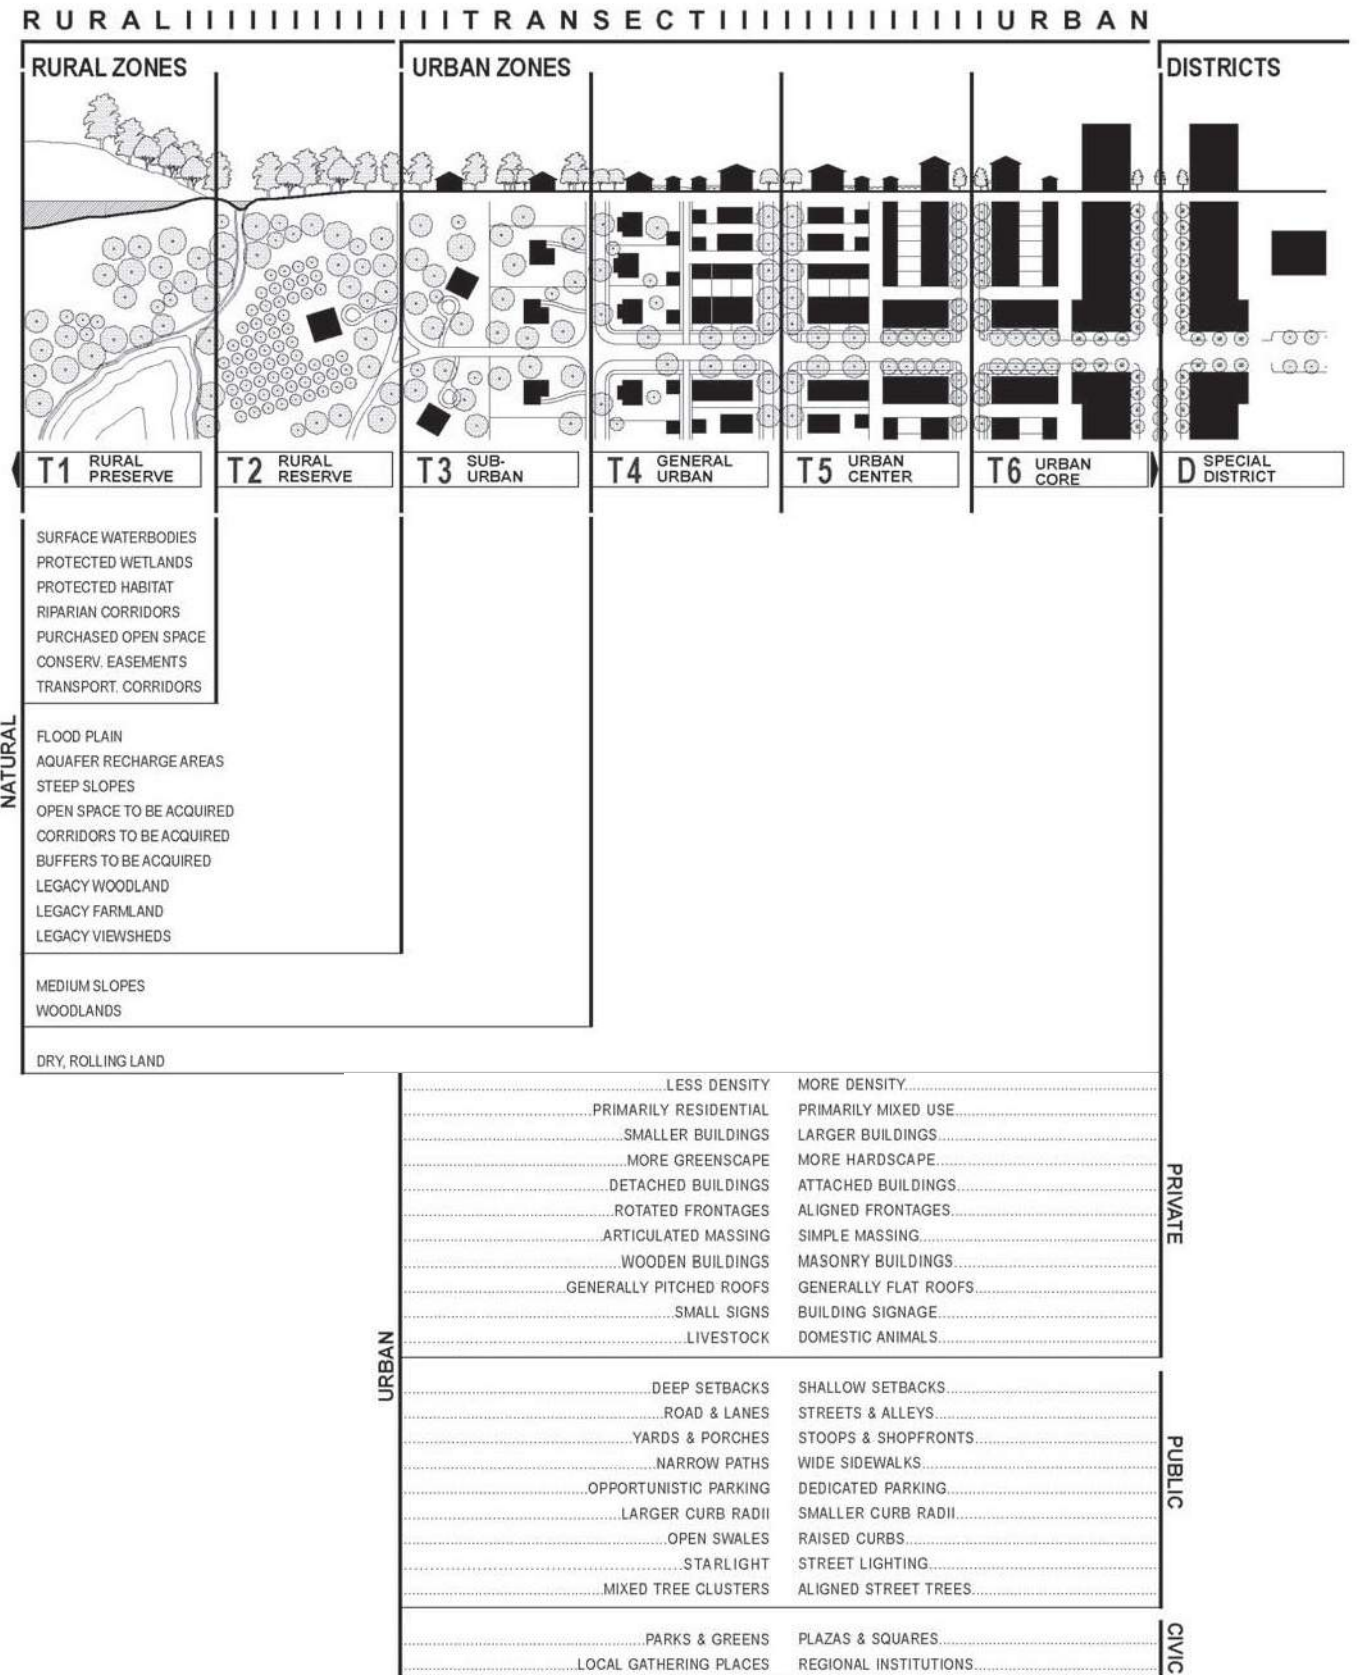 RURAL IIIIIIIIIIIIII TRANSECT IIIIIIIIIIIIII URBAN
RURAL ZONES
URBAN ZONES
DISTRICTS
T1 RURAL
PRESERVE
T2 RURAL
RESERVE
T3 SUB-
URBAN
T4 GENERAL
URBAN
T5 URBAN
CENTER
T6 URBAN
CORE
D SPECIAL
DISTRICT
NATURAL
SURFACE WATERBODIES
PROTECTED WETLANDS
PROTECTED HABITAT
RIPARIAN CORRIDORS
PURCHASED OPEN SPACE
CONSERV. EASEMENTS
TRANSPORT. CORRIDORS
FLOOD PLAIN
AQUAFER RECHARGE AREAS
STEEP SLOPES
OPEN SPACE TO BE ACQUIRED
CORRIDORS TO BE ACQUIRED
BUFFERS TO BE ACQUIRED
LEGACY WOODLAND
LEGACY FARMLAND
LEGACY VIEWSHEDS
MEDIUM SLOPES
WOODLANDS
DRY, ROLLING LAND
URBAN
PRIVATE
LESS DENSITY MORE DENSITY
PRIMARILY RESIDENTIAL PRIMARILY MIXED USE
SMALLER BUILDINGS LARGER BUILDINGS
MORE GREENSCAPE MORE HARDSCAPE
DETACHED BUILDINGS ATTACHED BUILDINGS
ROTATED FRONTAGES ALIGNED FRONTAGES
ARTICULATED MASSING SIMPLE MASSING
WOODEN BUILDINGS MASONRY BUILDINGS
GENERALLY PITCHED ROOFS GENERALLY FLAT ROOFS
SMALL SIGNS BUILDING SIGNAGE
LIVESTOCK DOMESTIC ANIMALS
PUBLIC
DEEP SETBACKS SHALLOW SETBACKS
ROAD & LANES STREETS & ALLEYS
YARDS & PORCHES STOOPS & SHOPFRONTS
NARROW PATHS WIDE SIDEWALKS
OPPORTUNISTIC PARKING DEDICATED PARKING
LARGER CURB RADII SMALLER CURB RADII
OPEN SWALES RAISED CURBS
STARLIGHT STREET LIGHTING
MIXED TREE CLUSTERS ALIGNED STREET TREES
CIVIC
PARKS & GREENS PLAZAS & SQUARES
LOCAL GATHERING PLACES REGIONAL INSTITUTIONS